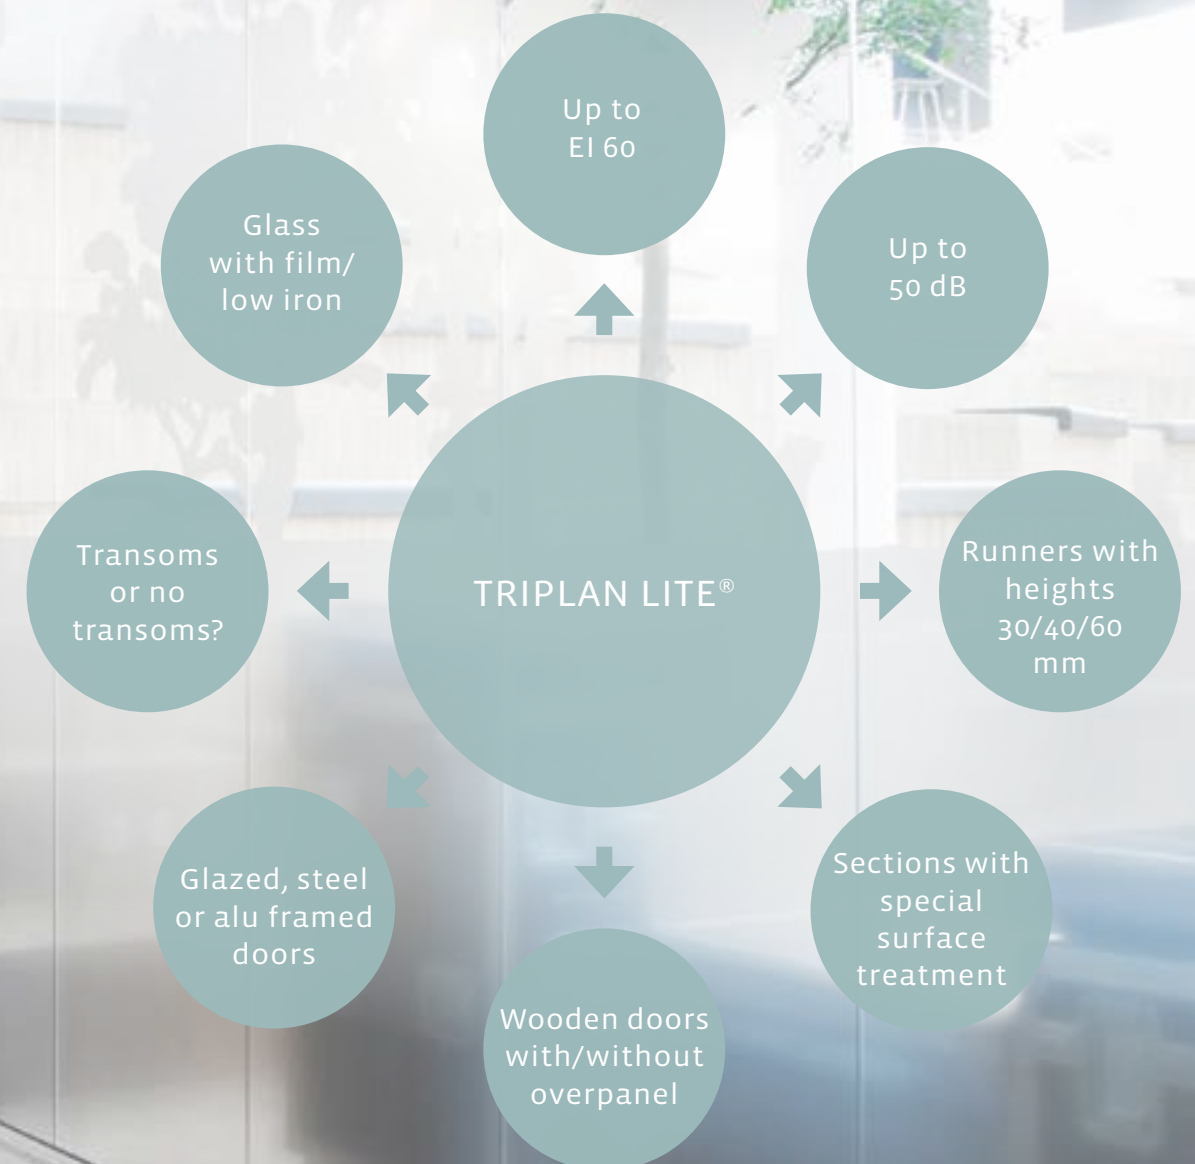 Up to
EI 60
Glass
with film/
low iron
Up to
50 dB
Transoms
or no
transoms?
TRIPLAN LITE®
Runners with
heights
30/40/60
mm
Glazed, steel
or alu framed
doors
Sections with
special
surface
treatment
Wooden doors
with/without
overpanel